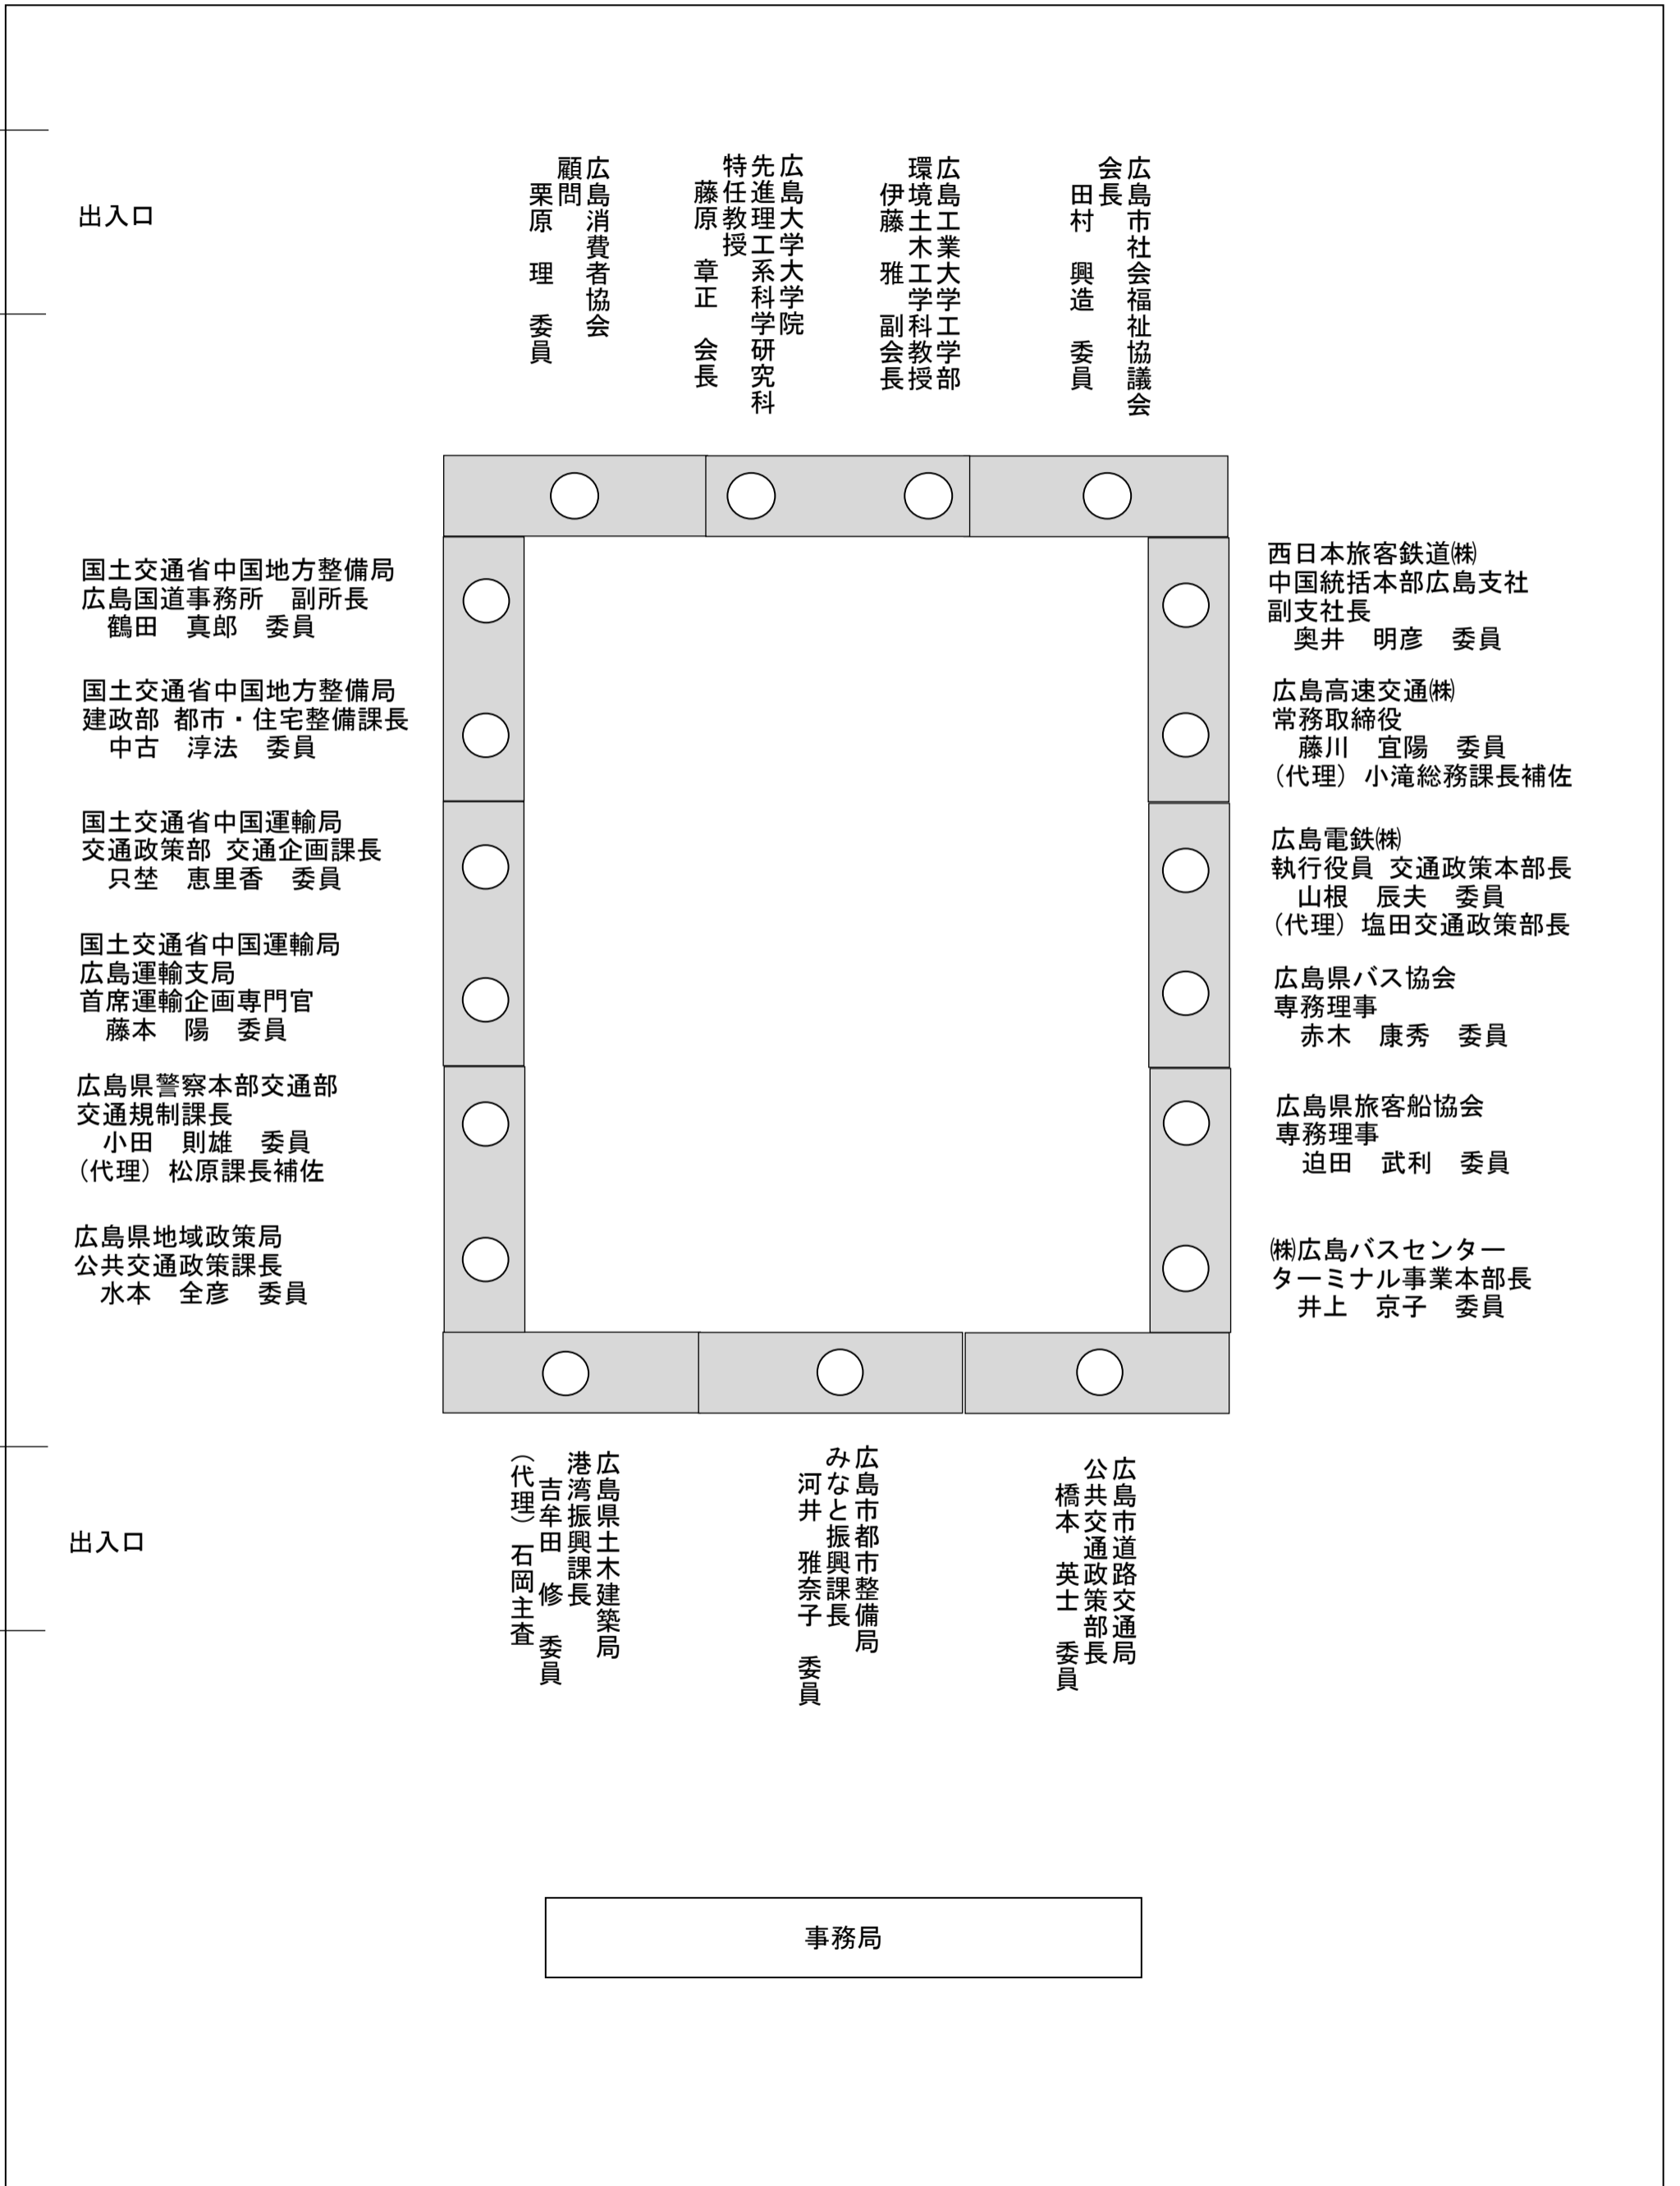 出入口
広島消費者協会
顧問
栗原　理　委員
広島大学大学院
先進理工系科学研究科
特任教授
藤原　章正　会長
広島工業大学工学部
環境土木工学科教授
伊藤　雅　副会長
広島市社会福祉協議会
会長
田村　興造　委員
国土交通省中国地方整備局
広島国道事務所　副所長
鶴田　真郎　委員
国土交通省中国地方整備局
建政部 都市・住宅整備課長
中古　淳法　委員
国土交通省中国運輸局
交通政策部 交通企画課長
只埜　恵里香　委員
国土交通省中国運輸局
広島運輸支局
首席運輸企画専門官
藤本　陽　委員
広島県警察本部交通部
交通規制課長
小田　則雄　委員
（代理）松原課長補佐
広島県地域政策局
公共交通政策課長
水本　全彦　委員
西日本旅客鉄道㈱
中国統括本部広島支社
副支社長
奥井　明彦　委員
広島高速交通㈱
常務取締役
藤川　宜陽　委員
（代理）小滝総務課長補佐
広島電鉄㈱
執行役員 交通政策本部長
山根　辰夫　委員
（代理）塩田交通政策部長
広島県バス協会
専務理事
赤木　康秀　委員
広島県旅客船協会
専務理事
迫田　武利　委員
㈱広島バスセンター
ターミナル事業本部長
井上　京子　委員
広島県土木建築局
港湾振興課長
吉牟田　修　委員
（代理）石岡主査
広島市都市整備局
みなと振興課長
河井　雅奈子　委員
広島市道路交通局
公共交通政策部長
橋本　英士　委員
出入口
事務局